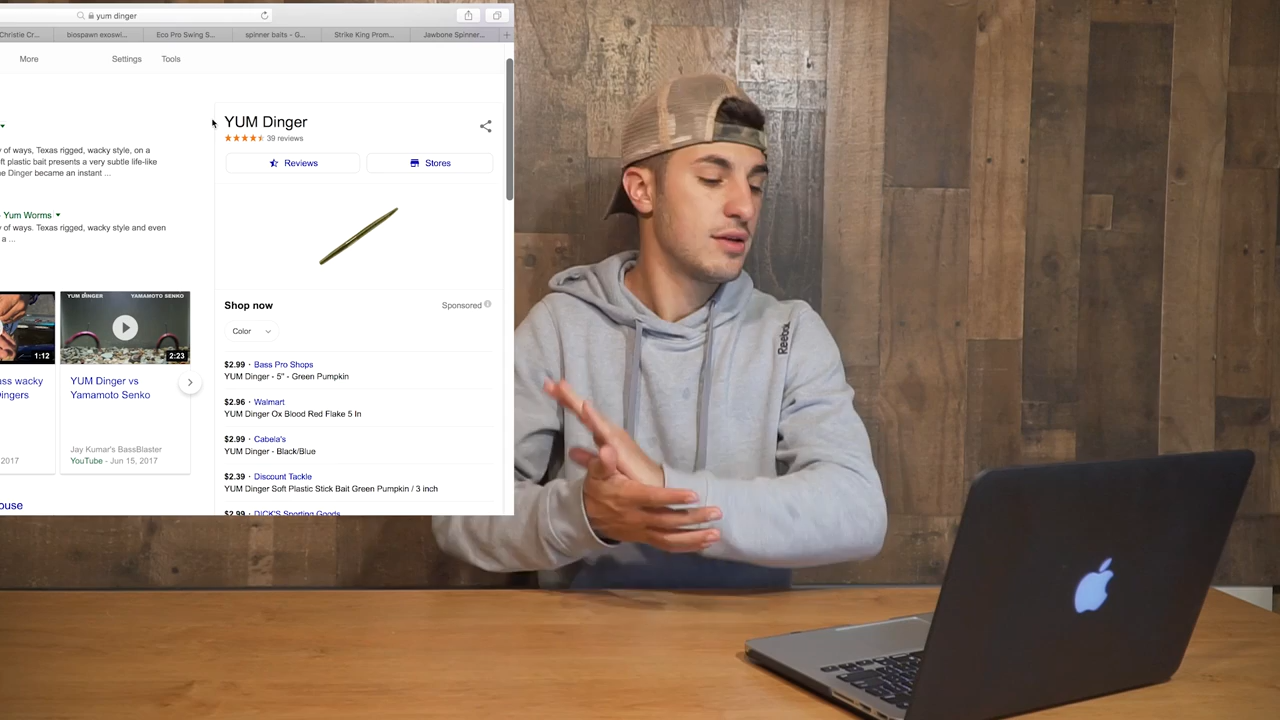 yum dinger
Christie Cr...
biospawn exoswi...
Eco Pro Swing S...
spinner baits - G...
Strike King Prom...
Jawbone Spinner...
More
Settings
Tools
of ways, Texas rigged, wacky style, on a
ft plastic bait presents a very subtle life-like
Dinger became an instant ...
Yum Worms
of ways. Texas rigged, wacky style and even
a ...
1:12
YUM DINGER
YAMAMOTO SENKO
2:23
wacky
YUM Dinger vs
Yamamoto Senko
Jay Kumar's BassBlaster
2017
YouTube - Jun 15, 2017
YUM Dinger
39 reviews
Reviews
Stores
Shop now
Sponsored
Color
$2.99 · Bass Pro Shops
YUM Dinger - 5" - Green Pumpkin
$2.96 · Walmart
YUM Dinger Ox Blood Red Flake 5 In
$2.99 · Cabela's
YUM Dinger - Black/Blue
$2.39 · Discount Tackle
YUM Dinger Soft Plastic Stick Bait Green Pumpkin / 3 inch
$2.99 · DICK'S Sporting Goods
Reebok